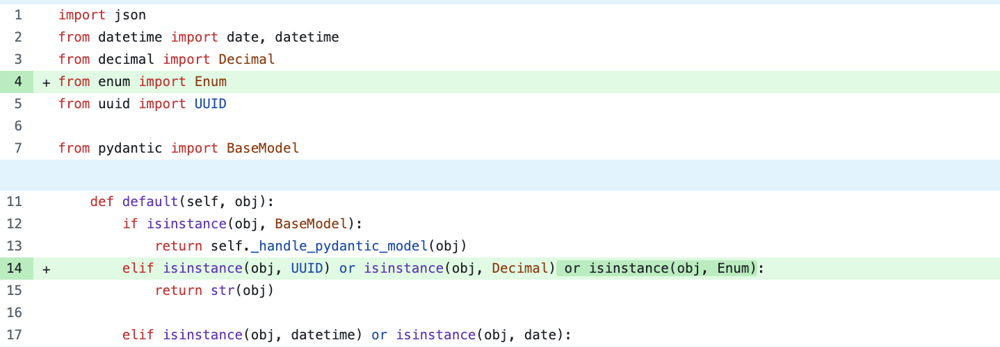 1 import json
2 from datetime import date, datetime
3 from decimal import Decimal
4 + from enum import Enum
5 from uuid import UUID
6
7 from pydantic import BaseModel
11 def default(self, obj):
12 if isinstance(obj, BaseModel):
13 return self._handle_pydantic_model(obj)
14 + elif isinstance(obj, UUID) or isinstance(obj, Decimal) or isinstance(obj, Enum):
15 return str(obj)
16
17 elif isinstance(obj, datetime) or isinstance(obj, date):